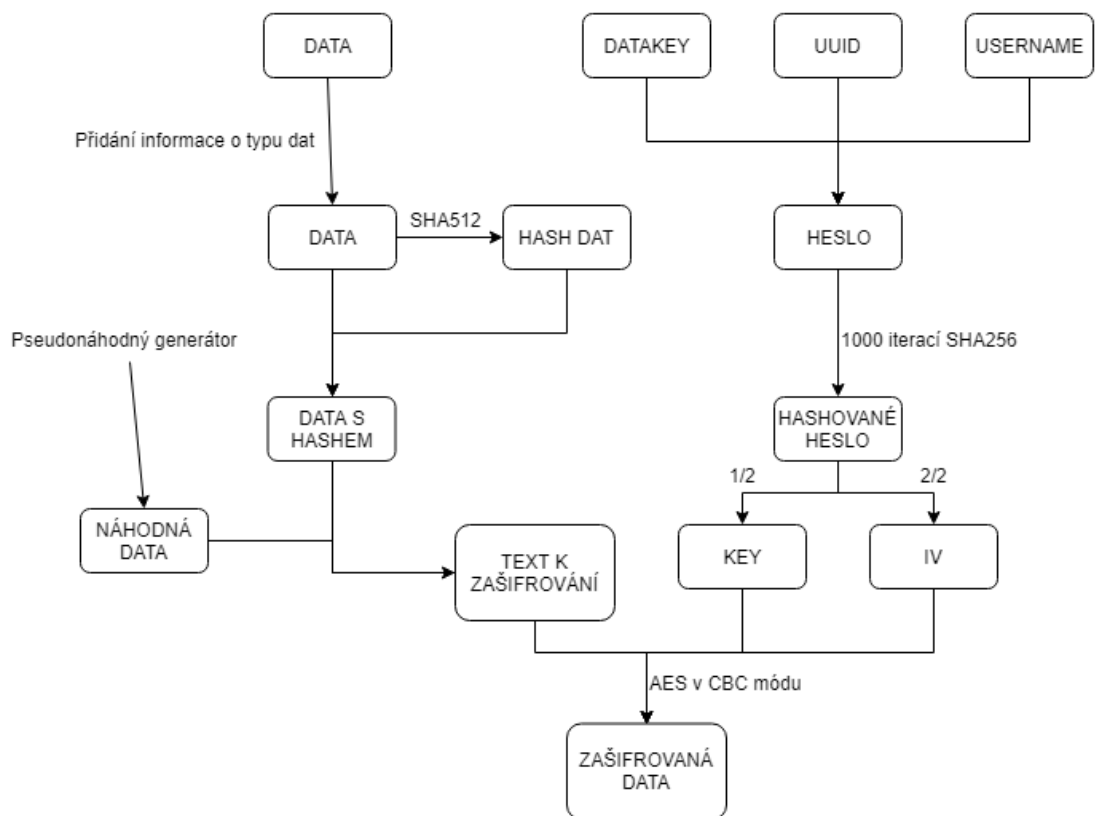 DATA
DATAKEY
UUID
USERNAME
Přidání informace o typu dat
DATA
SHA512
HASH DAT
HESLO
Pseudonáhodný generátor
1000 iterací SHA256
DATA S
HASHEM
HASHOVANÉ
HESLO
1/2
2/2
NÁHODNÁ
DATA
TEXT K
ZAŠIFROVÁNÍ
KEY
IV
AES v CBC módu
ZAŠIFROVANÁ
DATA